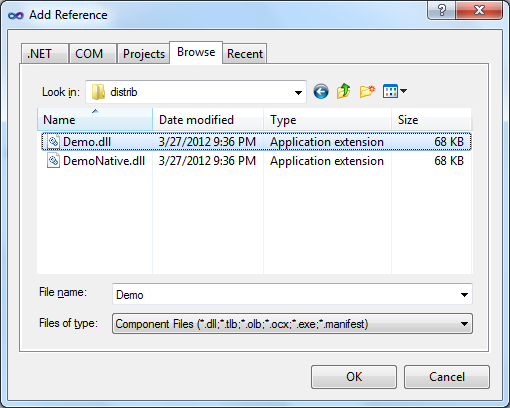 Add Reference
.NET COM Projects Browse Recent
Look in: distrib
Name Date modified Type Size
Demo.dll 3/27/2012 9:36 PM Application extension 68 KB
DemoNative.dll 3/27/2012 9:36 PM Application extension 68 KB
File name: Demo
Files of type: Component Files (*.dll;*.tlb;*.olb;*.ocx;*.exe;*.manifest)
OK Cancel